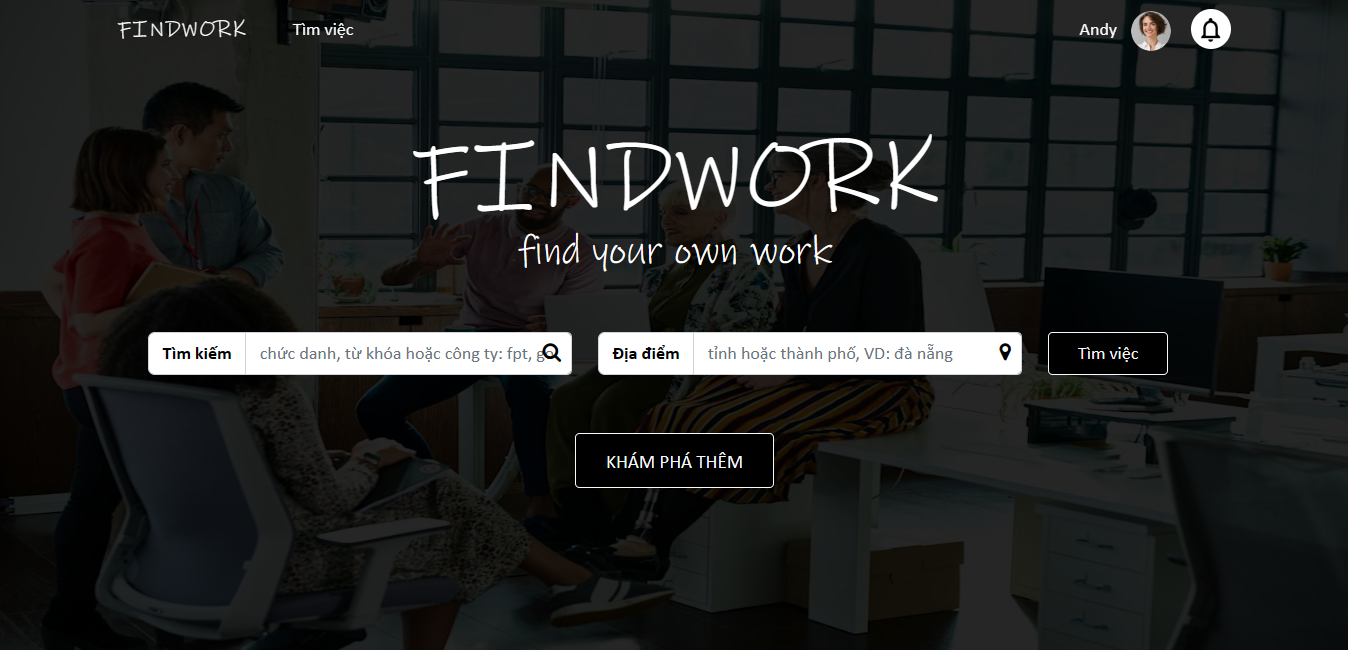 FINDWORK
Tìm việc
Andy
FINDWORK
find your own work
Tìm kiếm
chức danh, từ khóa hoặc công ty: fpt, g
Địa điểm
tỉnh hoặc thành phố, VD: đà nẵng
Tìm việc
KHÁM PHÁ THÊM